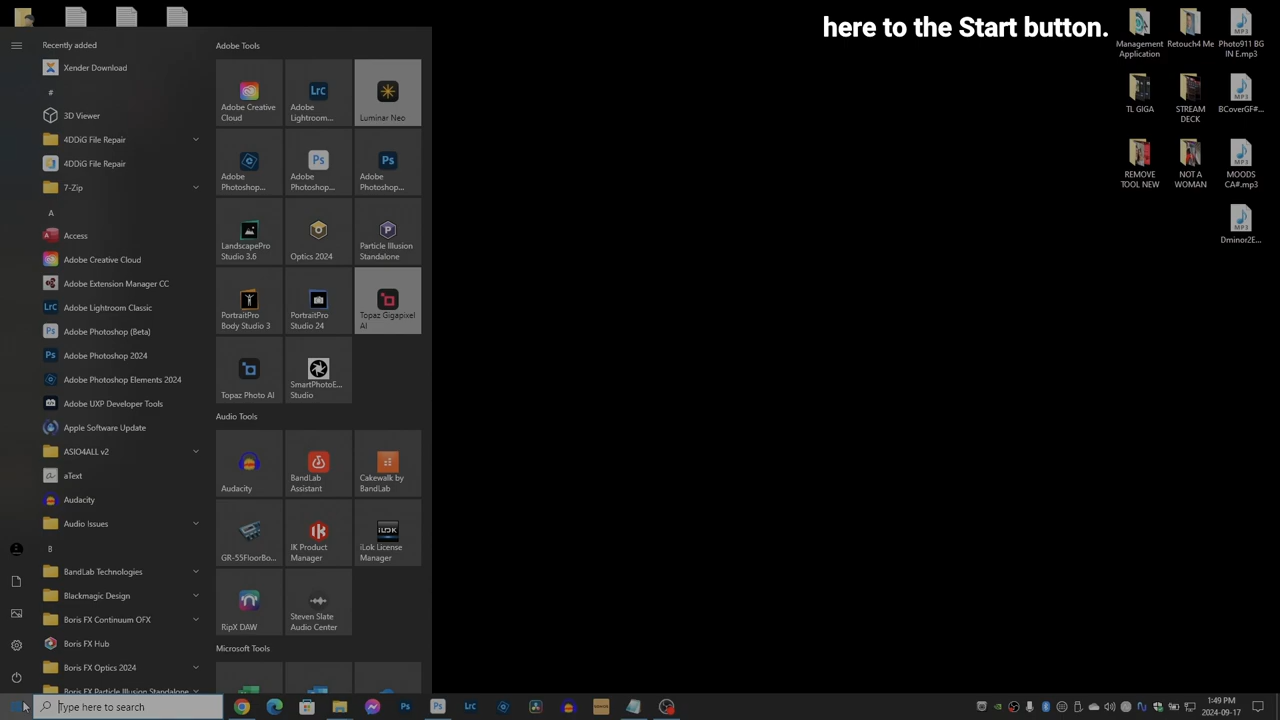 here to the Start button.
Recently added
Xender Download
#
3D Viewer
4DDiG File Repair
4DDiG File Repair
7-Zip
A
Access
Adobe Creative Cloud
Adobe Extension Manager CC
Adobe Lightroom Classic
Adobe Photoshop (Beta)
Adobe Photoshop 2024
Adobe Photoshop Elements 2024
Adobe UXP Developer Tools
Apple Software Update
ASIO4ALL v2
aText
Audacity
Audio Issues
B
BandLab Technologies
Blackmagic Design
Boris FX Continuum OFX
Boris FX Hub
Boris FX Optics 2024
Boris FX Particle Illusion Standalone
Adobe Tools
Adobe Creative
Cloud
Adobe
Lightroom...
Luminar Neo
Adobe
Photoshop...
Adobe
Photoshop...
Adobe
Photoshop...
LandscapePro
Studio 3.6
Optics 2024
Particle Illusion
Standalone
PortraitPro
Body Studio 3
PortraitPro
Studio 24
Topaz Gigapixel
AI
Topaz Photo AI
SmartPhotoE...
Studio
Audio Tools
Audacity
BandLab
Assistant
Cakewalk by
BandLab
GR-55FloorBo...
IK Product
Manager
iLok License
Manager
RipX DAW
Steven Slate
Audio Center
Microsoft Tools
Management
Application
Retouch4 Me
Photo911 BG
IN E.mp3
TL GIGA
STREAM
DECK
BCoverGF#...
REMOVE
TOOL NEW
NOT A
WOMAN
MOODS
CA#.mp3
Dminor2E...
Type here to search
1:49 PM
2024-09-17